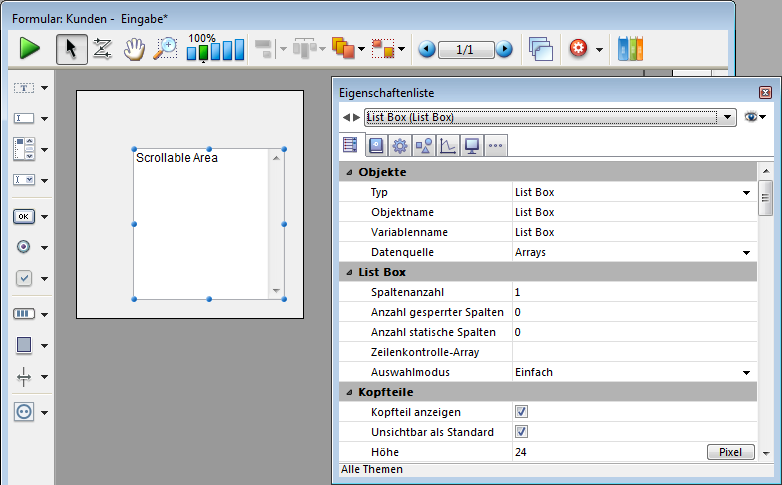 Formular: Kunden - Eingabe*
100%
1/1
T
OK
Scrollable Area
Eigenschaftenliste
List Box (List Box)
Objekte
Typ List Box
Objektname List Box
Variablenname List Box
Datenquelle Arrays
List Box
Spaltenanzahl 1
Anzahl gesperrter Spalten 0
Anzahl statische Spalten 0
Zeilenkontrolle-Array
Auswahlmodus Einfach
Kopfteile
Kopfteil anzeigen
Unsichtbar als Standard
Höhe 24 Pixel
Alle Themen